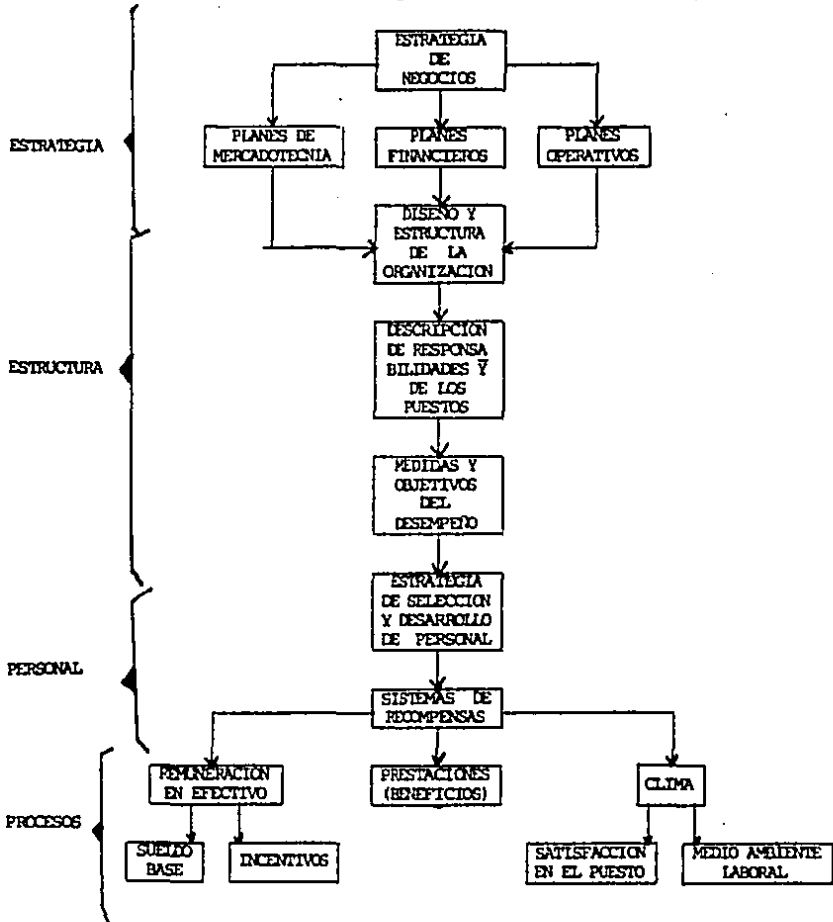 ESTRATEGIA
DE
NEGOCIOS
PLANES DE
MERCADOTECNIA
PLANES
FINANCIEROS
PLANES
OPERATIVOS
ESTRATEGIA
DISEÑO Y
ESTRUCTURA
DE LA
ORGANIZACION
DESCRIPCION
DE RESPONSA
BILIDADES Y
DE LOS
PUESTOS
ESTRUCTURA
MEDIDAS Y
OBJETIVOS
DEL
DESEMPEÑO
ESTRATEGIA
DE SELECCION
Y DESARROLLO
DE PERSONAL
PERSONAL
SISTEMAS DE
RECOMPENSAS
REMUNERACION
EN EFECTIVO
PRESTACIONES
(BENEFICIOS)
CLIMA
PROCESOS
SUELDO
BASE
INCENTIVOS
SATISFACCION
EN EL PUESTO
MEDIO AMBIENTE
LABORAL